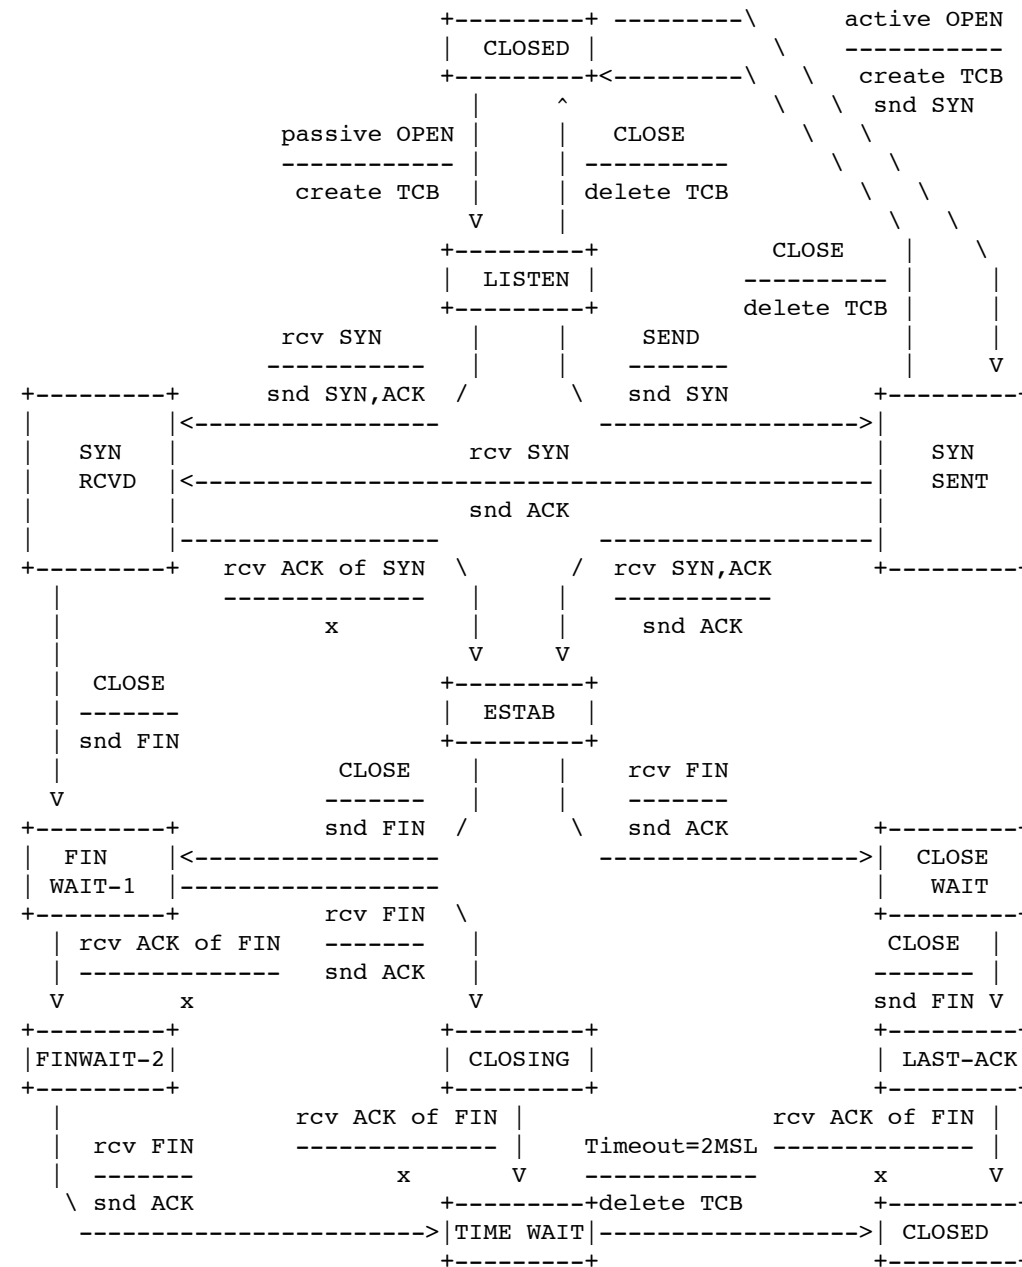 active OPEN
CLOSED
create TCB
snd SYN
passive OPEN CLOSE
create TCB delete TCB
CLOSE
LISTEN
delete TCB
rcv SYN SEND
snd SYN,ACK snd SYN
SYN rcv SYN SYN
RCVD SENT
snd ACK
rcv ACK of SYN rcv SYN,ACK
x snd ACK
CLOSE
ESTAB
snd FIN
CLOSE rcv FIN
snd FIN snd ACK
FIN CLOSE
WAIT-1 WAIT
rcv FIN
rcv ACK of FIN CLOSE
snd ACK
x snd FIN
FINWAIT-2 CLOSING LAST-ACK
rcv ACK of FIN rcv ACK of FIN
rcv FIN Timeout=2MSL
x x
snd ACK delete TCB
TIME WAIT CLOSED